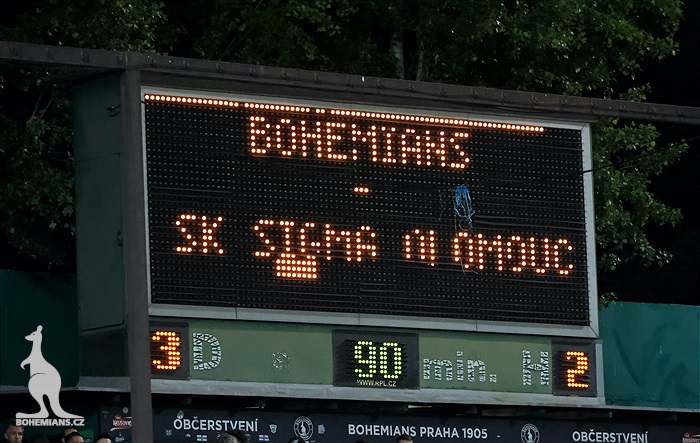 BOHEMIANS
-
SK SIGMA OLOMOUC
3
90
2
www.KPL.cz
OBČERSTVENÍ
BOHEMIANS PRAHA 1905
OBČERSTVENÍ
BOHEMIANS.CZ